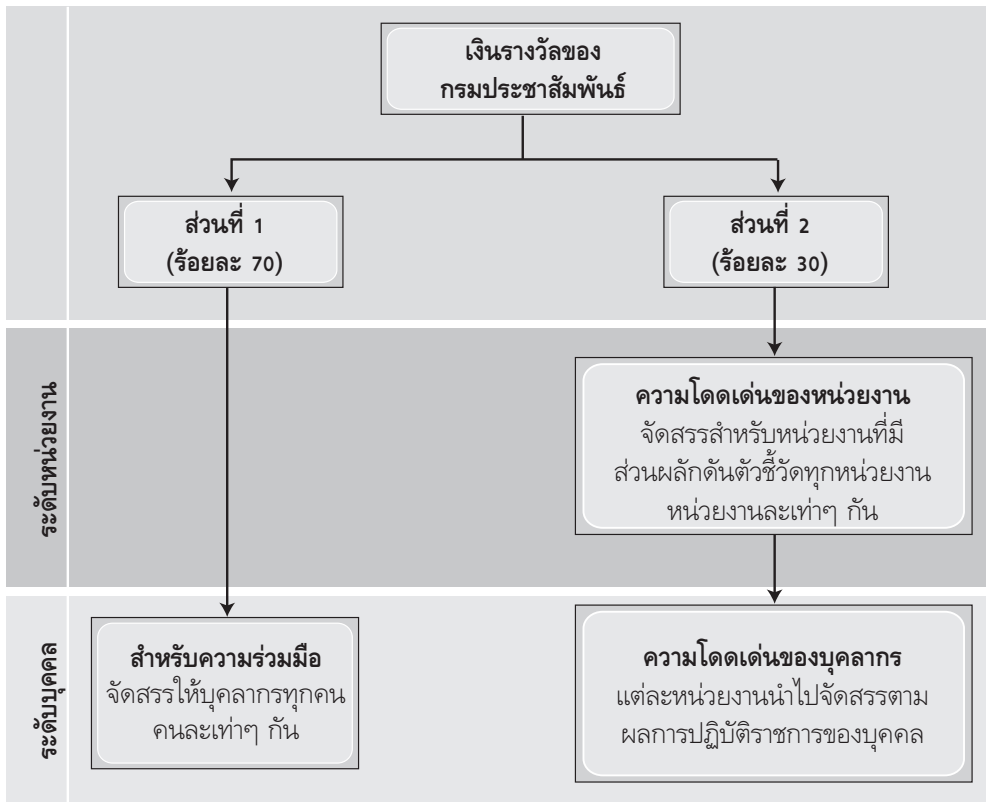 เงินรางวัลของ
กรมประชาสัมพันธ์
ส่วนที่ 1
(ร้อยละ 70)
ส่วนที่ 2
(ร้อยละ 30)
ระดับหน่วยงาน
ความโดดเด่นของหน่วยงาน
จัดสรรสำหรับหน่วยงานที่มี
ส่วนผลักดันตัวชี้วัดทุกหน่วยงาน
หน่วยงานละเท่าๆ กัน
ระดับบุคคล
สำหรับความร่วมมือ
จัดสรรให้บุคลากรทุกคน
คนละเท่าๆ กัน
ความโดดเด่นของบุคลากร
แต่ละหน่วยงานนำไปจัดสรรตาม
ผลการปฏิบัติราชการของบุคคล